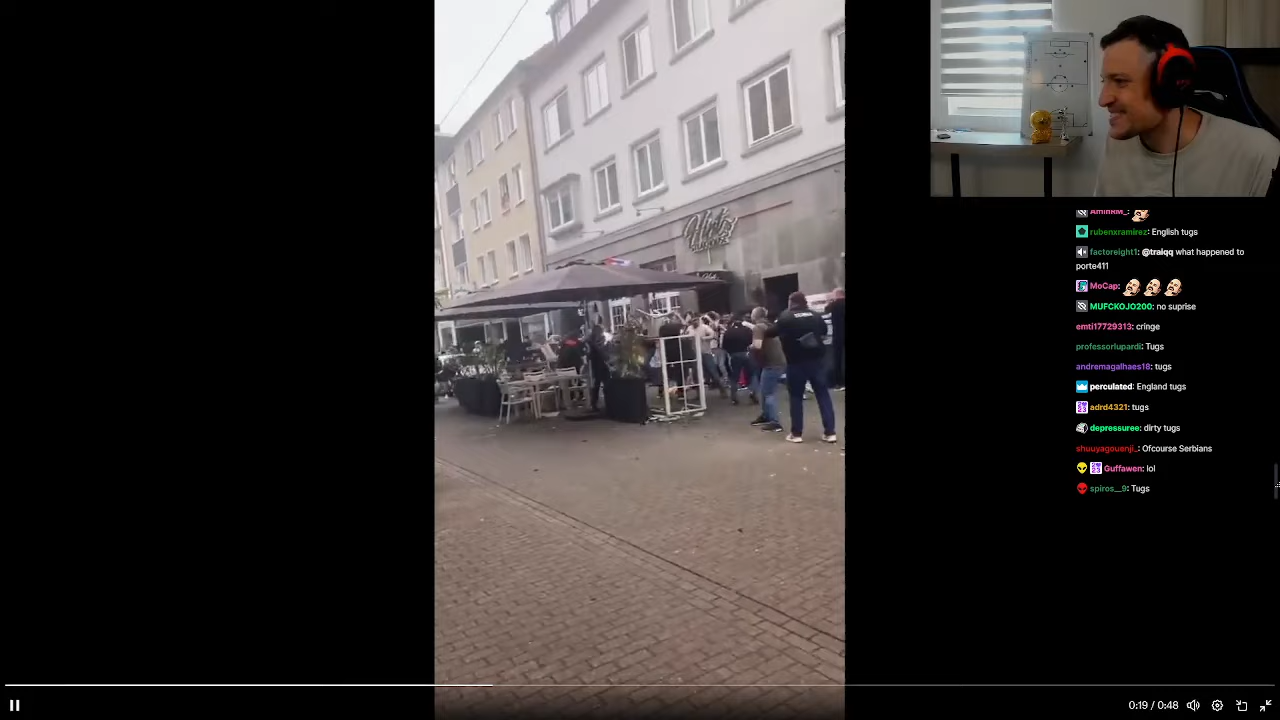 AminRM_:
rubenxramirez: English tugs
factoreight1: @traiqq what happened to
porte411
MoCap:
MUFCKOJO200: no suprise
emti17729313: cringe
professorlupardi: Tugs
andremagalhaes18: tugs
perculated: England tugs
adrd4321: tugs
depressuree: dirty tugs
shuuyagouenji_: Ofcourse Serbians
Guffawen: lol
spiros__9: Tugs
0:19 / 0:48